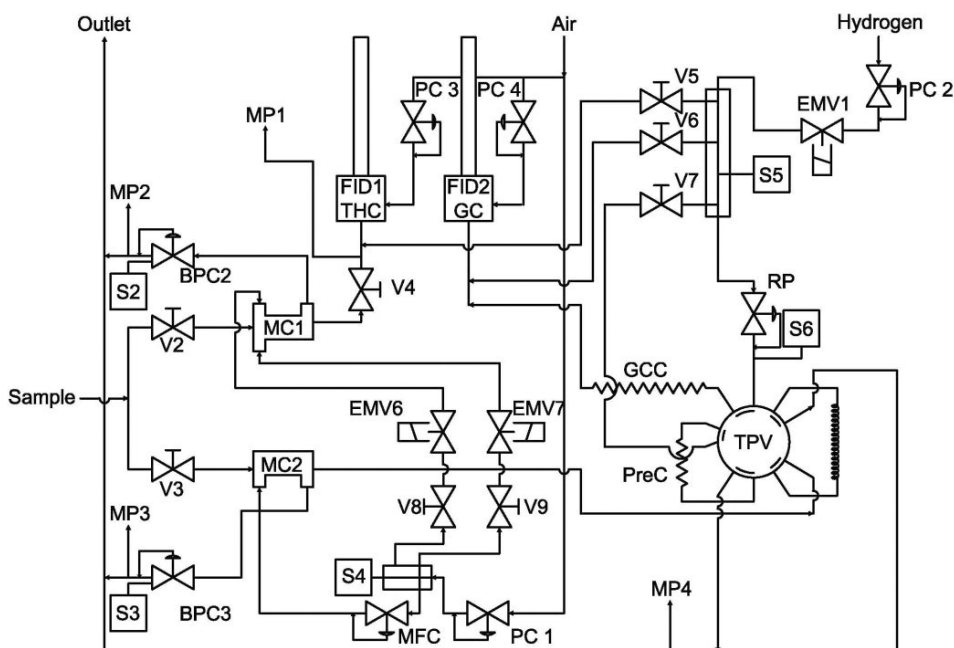 Outlet
Air
Hydrogen
PC 3
PC 4
V5
PC 2
EMV1
MP1
V6
FID1
THC
FID2
GC
S5
V7
MP2
S2
BPC2
V4
RP
V2
MC1
S6
GCC
Sample
EMV6
EMV7
TPV
MC2
PreC
V3
V8
V9
MP3
S4
S3
BPC3
MFC
PC 1
MP4